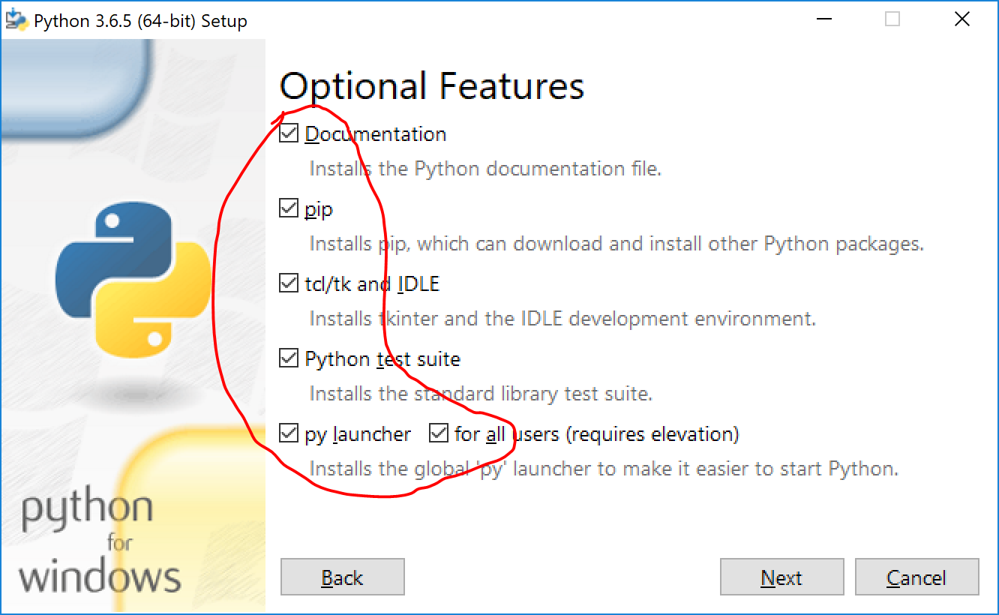 Python 3.6.5 (64-bit) Setup
Optional Features
Documentation
Installs the Python documentation file.
pip
Installs pip, which can download and install other Python packages.
tcl/tk and IDLE
Installs tkinter and the IDLE development environment.
Python test suite
Installs the standard library test suite.
py launcher for all users (requires elevation)
Installs the global 'py' launcher to make it easier to start Python.
python
for
windows
Back Next Cancel